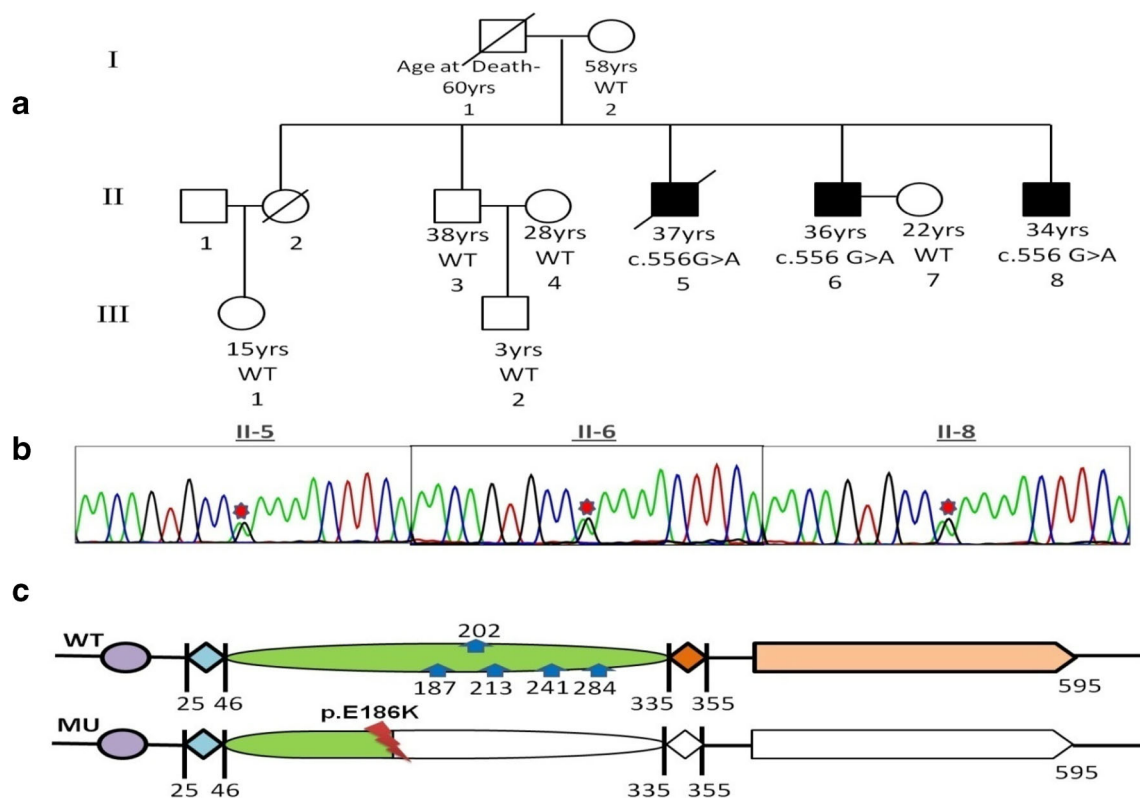 a
I
Age at Death-
60yrs
1
58yrs
WT
2
II
1
2
38yrs
WT
3
28yrs
WT
4
37yrs
c.556G>A
5
36yrs
c.556 G>A
6
22yrs
WT
7
34yrs
c.556 G>A
8
III
15yrs
WT
1
3yrs
WT
2
b
II-5 II-6 II-8
c
WT
202
187 213 241 284
25 46 335 355 595
MU
p.E186K
25 46 335 355 595